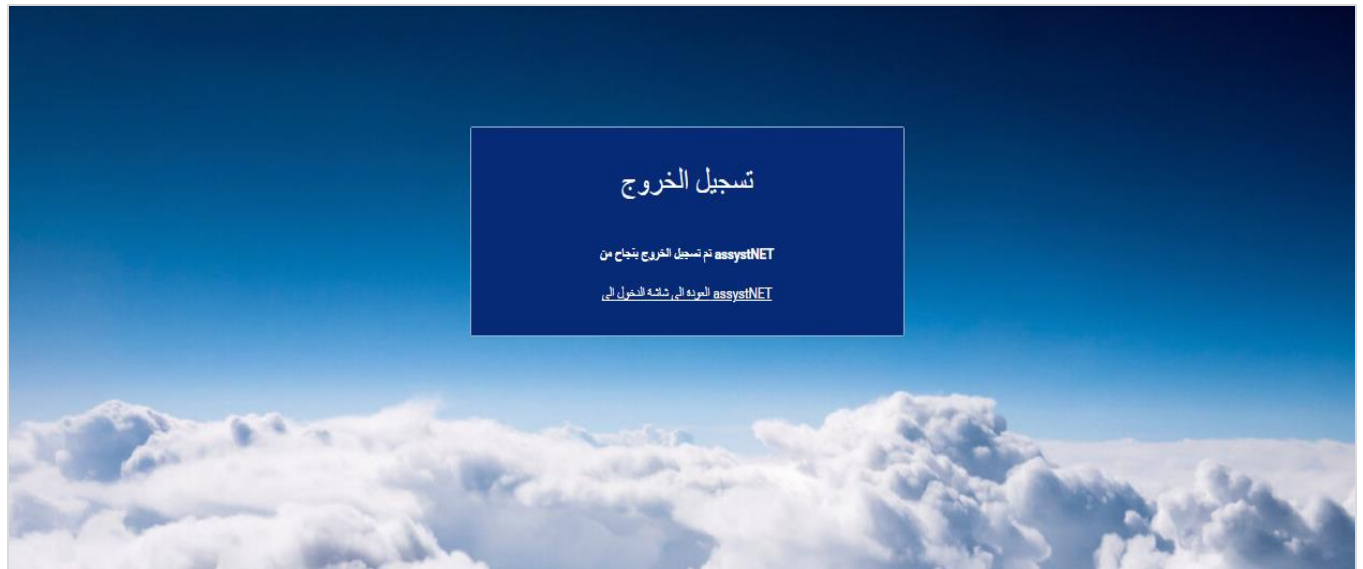 تسجيل الخروج
تم تسجيل الخروج بنجاح من assystNET
العوده الى شاشة الدخول الى assystNET